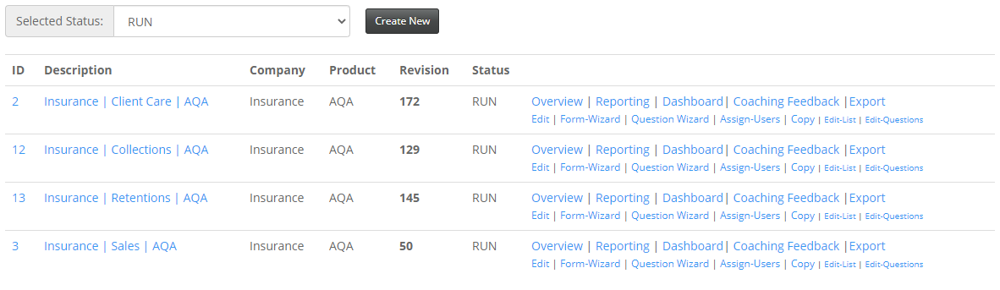 Selected Status: RUN Create New
ID Description Company Product Revision Status
2 Insurance | Client Care | AQA Insurance AQA 172 RUN Overview | Reporting | Dashboard| Coaching Feedback |Export
Edit | Form-Wizard | Question Wizard | Assign-Users | Copy | Edit-List | Edit-Questions
12 Insurance | Collections | AQA Insurance AQA 129 RUN Overview | Reporting | Dashboard| Coaching Feedback |Export
Edit | Form-Wizard | Question Wizard | Assign-Users | Copy | Edit-List | Edit-Questions
13 Insurance | Retentions | AQA Insurance AQA 145 RUN Overview | Reporting | Dashboard| Coaching Feedback |Export
Edit | Form-Wizard | Question Wizard | Assign-Users | Copy | Edit-List | Edit-Questions
3 Insurance | Sales | AQA Insurance AQA 50 RUN Overview | Reporting | Dashboard| Coaching Feedback |Export
Edit | Form-Wizard | Question Wizard | Assign-Users | Copy | Edit-List | Edit-Questions